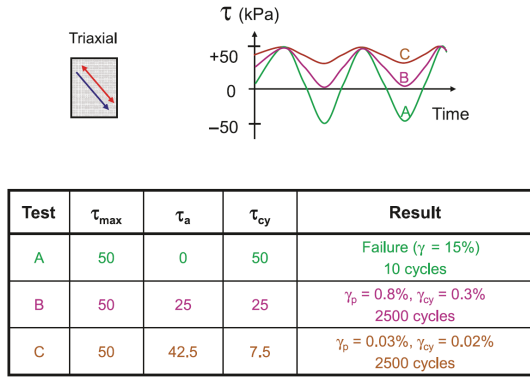 τ (kPa)
Triaxial
+50
0
−50
C
B
A
Time
Test τmax τa τcy Result
A 50 0 50 Failure (γ = 15%)
10 cycles
B 50 25 25 γp = 0.8%, γcy = 0.3%
2500 cycles
C 50 42.5 7.5 γp = 0.03%, γcy = 0.02%
2500 cycles